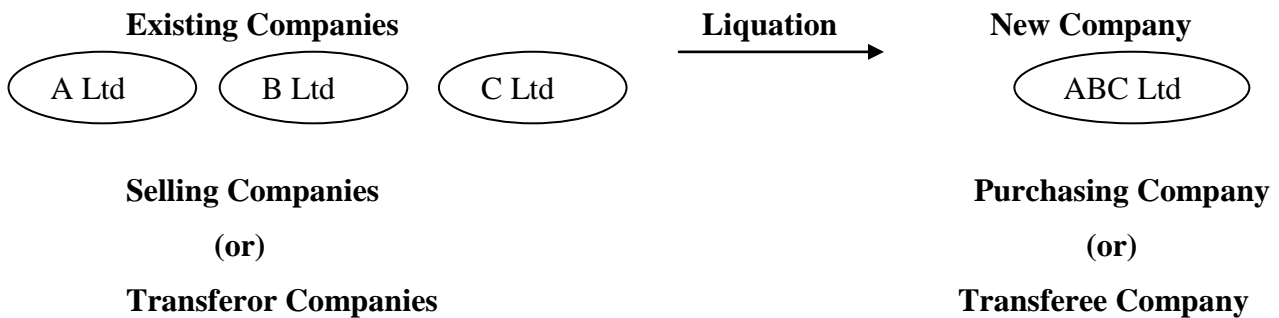 Existing Companies Liquation New Company
A Ltd B Ltd C Ltd ABC Ltd
Selling Companies Purchasing Company
(or) (or)
Transferor Companies Transferee Company